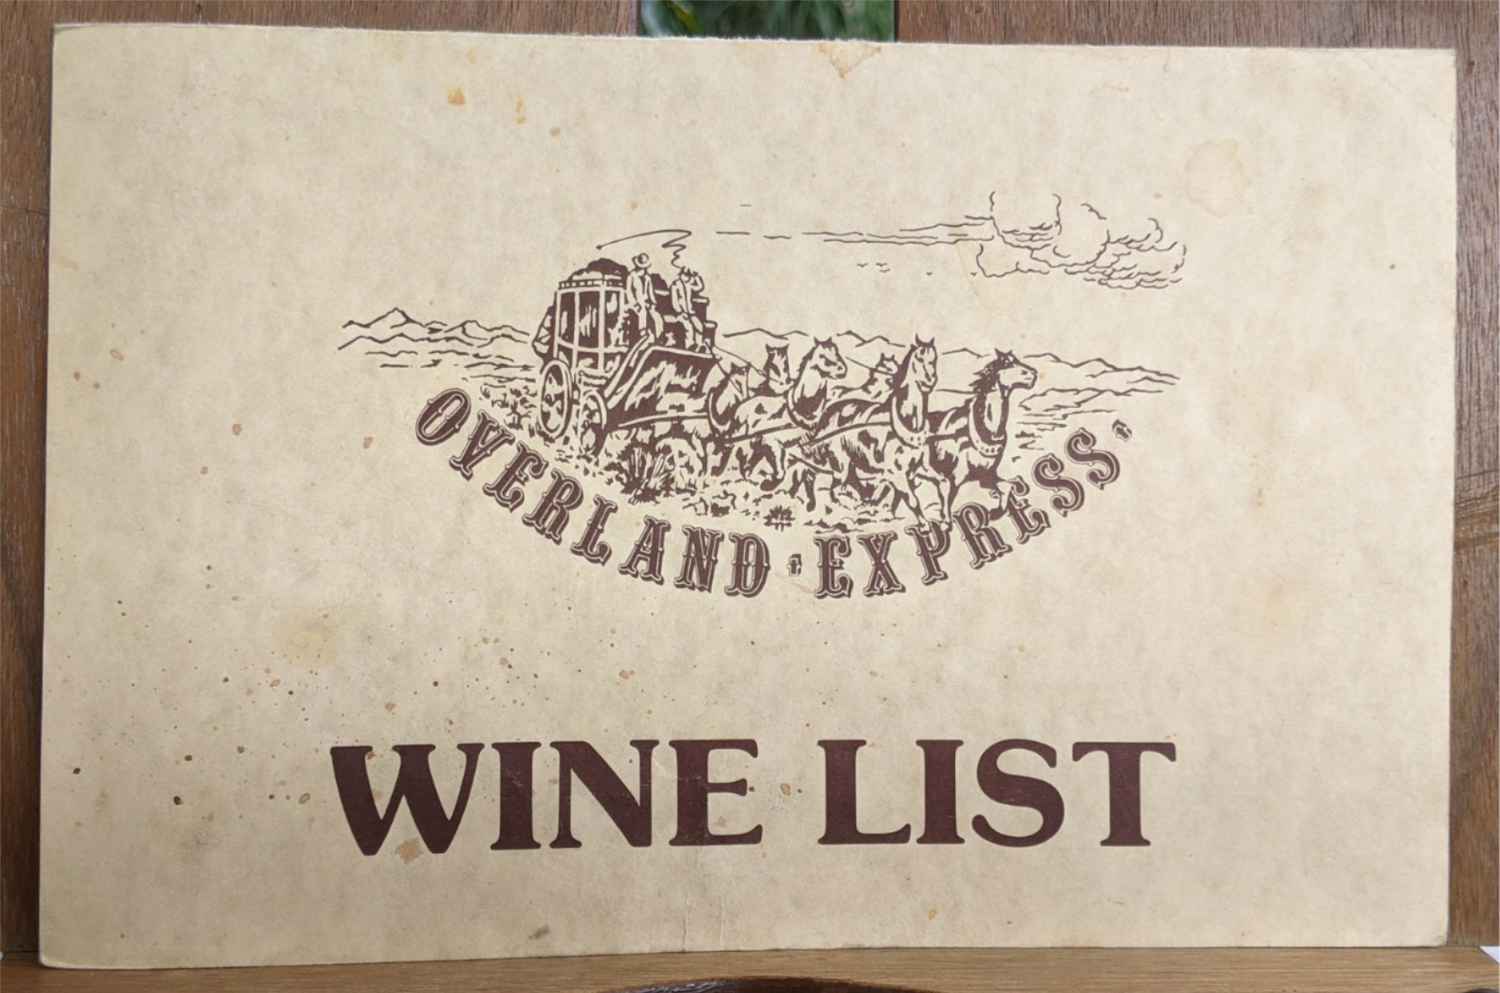 OVERLAND · EXPRESS ·
WINE LIST